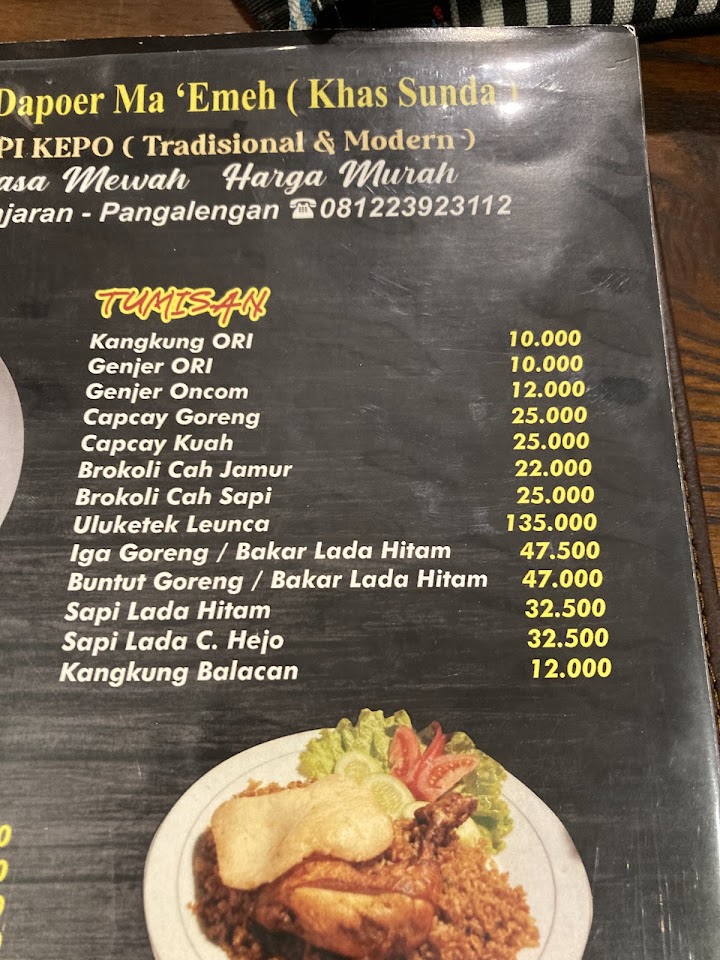 Dapoer Ma 'Emeh ( Khas Sunda )
PI KEPO ( Tradisional & Modern )
asa Mewah Harga Murah
jaran - Pangalengan ☎081223923112
TUMISAN
Kangkung ORI 10.000
Genjer ORI 10.000
Genjer Oncom 12.000
Capcay Goreng 25.000
Capcay Kuah 25.000
Brokoli Cah Jamur 22.000
Brokoli Cah Sapi 25.000
Uluketek Leunca 135.000
Iga Goreng / Bakar Lada Hitam 47.500
Buntut Goreng / Bakar Lada Hitam 47.000
Sapi Lada Hitam 32.500
Sapi Lada C. Hejo 32.500
Kangkung Balacan 12.000